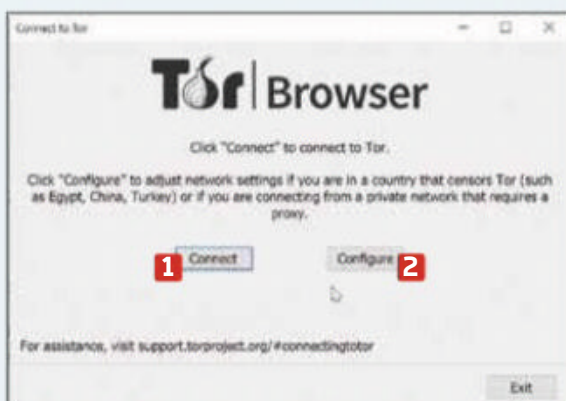 Connect to Tor
Tor Browser
Click "Connect" to connect to Tor.
Click "Configure" to adjust network settings if you are in a country that censors Tor (such
as Egypt, China, Turkey) or if you are connecting from a private network that requires a
proxy.
1 Connect Configure 2
For assistance, visit support.torproject.org/#connectingtotor
Exit